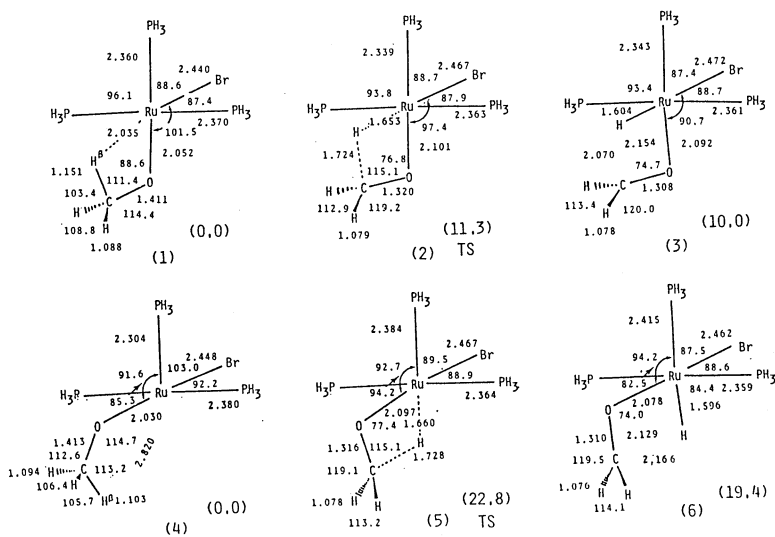 PH3
2.360
2.440
Br
88.6
96.1
87.4
H3P
Ru
PH3
2.035
101.5
2.370
Hβ
2.052
1.151
88.6
111.4
O
103.4
1.411
H
C
114.4
108.8
H
1.088
(0,0)
(1)
PH3
2.339
2.467
Br
88.7
93.8
87.9
H3P
Ru
PH3
H
1.653
2.363
97.4
1.724
2.101
76.8
115.1
O
H
C
1.320
112.9
H
119.2
1.079
(11,3)
(2)
TS
PH3
2.343
2.472
Br
87.4
93.4
88.7
H3P
Ru
PH3
1.604
2.361
H
90.7
2.154
2.092
2.070
74.7
O
H
C
1.308
113.4
H
120.0
1.078
(10,0)
(3)
PH3
2.304
2.448
Br
103.0
91.6
92.2
H3P
Ru
PH3
85.3
2.380
2.030
O
1.413
114.7
2.820
112.6
1.094
H
C
113.2
106.4
H
105.7
Hβ
1.103
(0,0)
(4)
PH3
2.384
2.467
Br
92.7
89.5
88.9
H3P
Ru
PH3
94.2
2.364
2.097
O
77.4
1.660
H
1.316
115.1
1.728
119.1
C
1.078
H
H
113.2
(22,8)
(5)
TS
PH3
2.415
2.462
Br
94.2
87.5
88.6
H3P
Ru
PH3
82.5
84.4
2.359
2.078
O
74.0
1.596
H
1.310
2.129
119.5
C
2,166
1.076
H
H
114.1
(19,4)
(6)